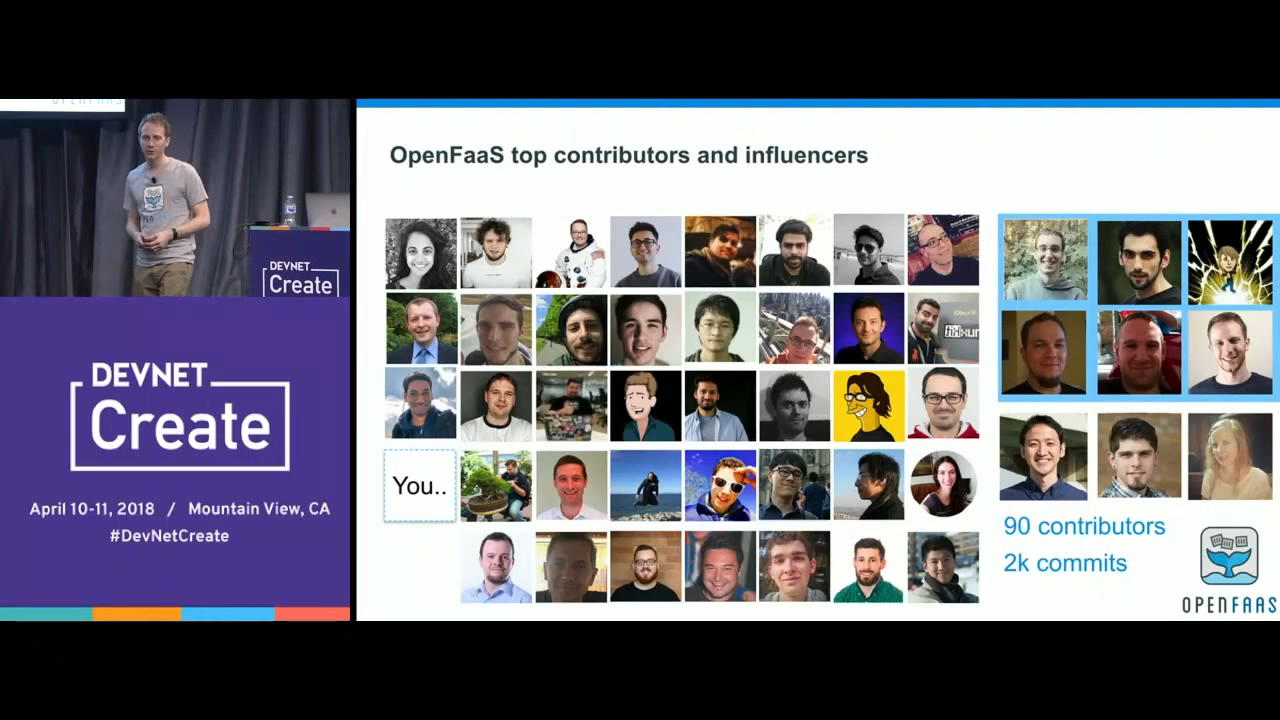 OPENFAAS
DEVNET
Create
DEVNET
Create
April 10-11, 2018 / Mountain View, CA
#DevNetCreate
OpenFaaS top contributors and influencers
You..
90 contributors
2k commits
OPENFAAS